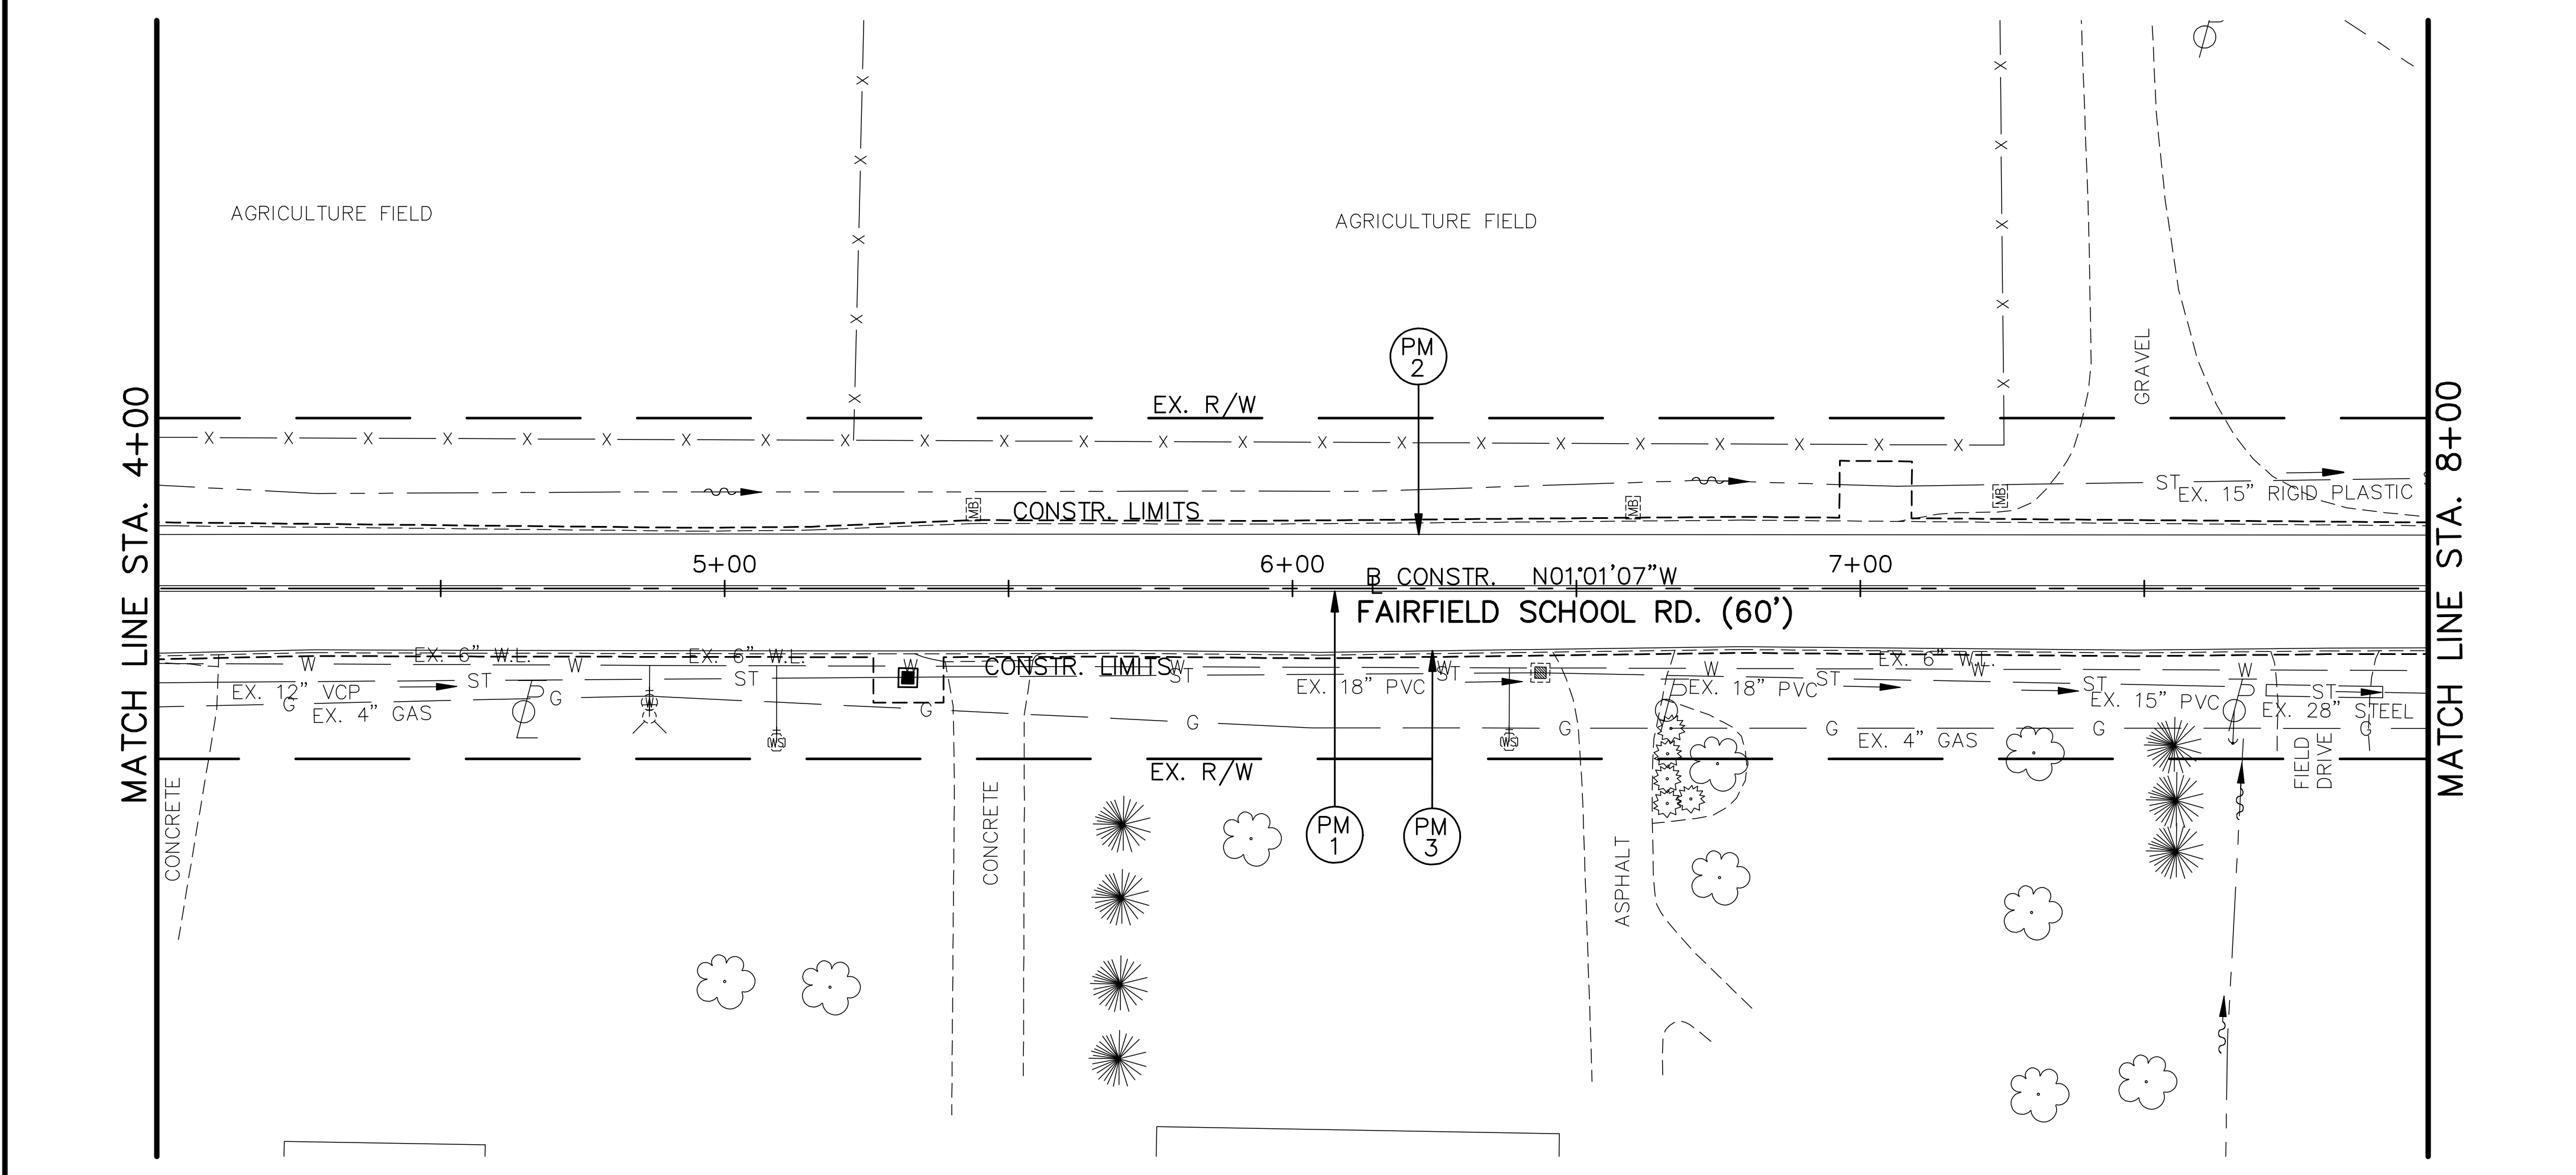 AGRICULTURE FIELD
AGRICULTURE FIELD
GRAVEL
PM
2
EX. R/W
MATCH LINE STA. 4+00
MATCH LINE STA. 8+00
X X X X X X
X X X X X
X X X X X X X X X X X X X X X X X X X X X X X
ST
EX. 15" RIGID PLASTIC
MB
MB
MB
CONSTR. LIMITS
5+00
6+00
7+00
BL CONSTR. N01°01'07"W
FAIRFIELD SCHOOL RD. (60')
W
EX. 6" W.L.
W
EX. 6" W.L.
W
CONSTR. LIMITS
W
W
W
EX. 6" W.L.
W
W
EX. 12" VCP
ST
ST
ST
EX. 18" PVC
ST
EX. 18" PVC
ST
ST
EX. 15" PVC
ST
EX. 28" STEEL
G
EX. 4" GAS
G
W
WS
G
G
WS
G
G
EX. 4" GAS
G
G
EX. R/W
CONCRETE
CONCRETE
PM
1
PM
3
ASPHALT
FIELD
DRIVE